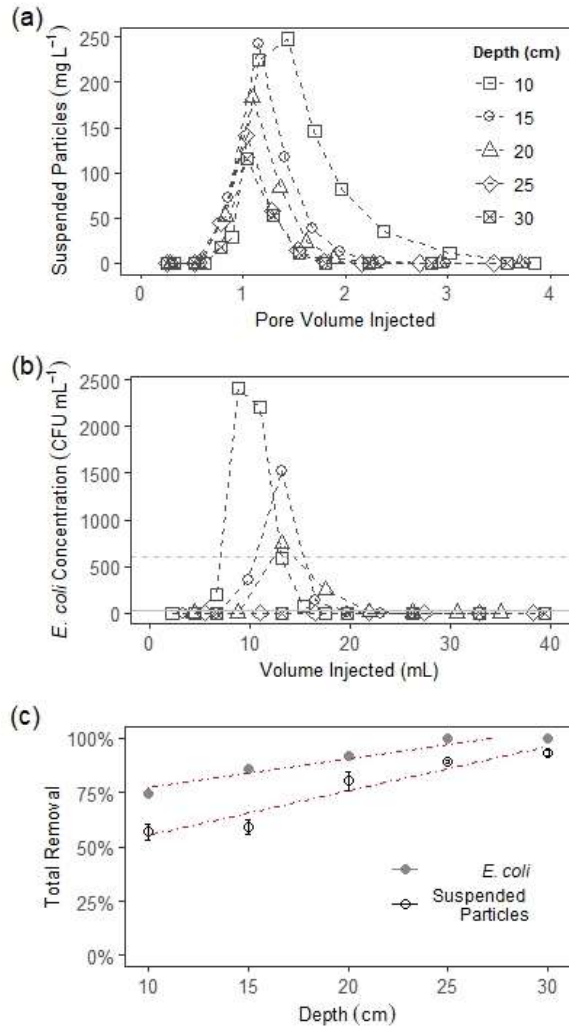 (a)
Suspended Particles (mg L⁻¹)
250
200
150
100
50
0
Depth (cm)
10
15
20
25
30
0
1
2
3
4
Pore Volume Injected
(b)
E. coli Concentration (CFU mL⁻¹)
2500
2000
1500
1000
500
0
0
10
20
30
40
Volume Injected (mL)
(c)
Total Removal
100%
75%
50%
25%
0%
E. coli
Suspended
Particles
10
15
20
25
30
Depth (cm)